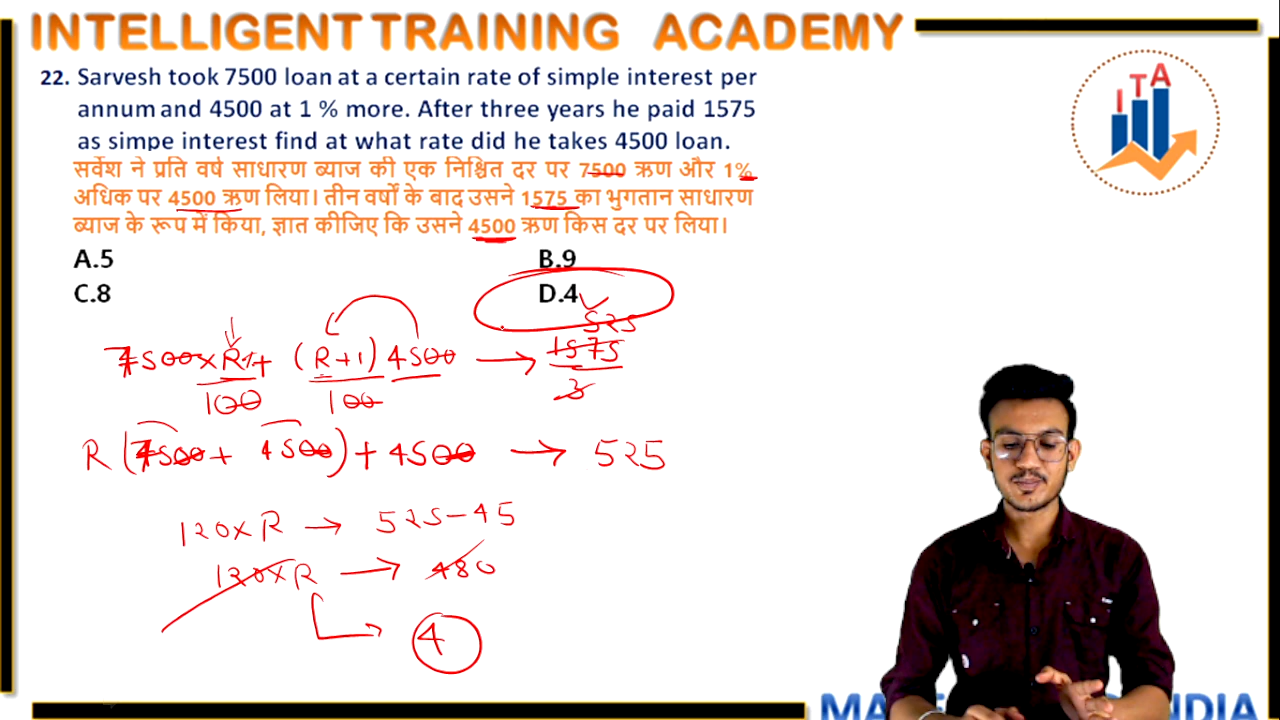 INTELLIGENT TRAINING ACADEMY
ITA
22. Sarvesh took 7500 loan at a certain rate of simple interest per
annum and 4500 at 1 % more. After three years he paid 1575
as simpe interest find at what rate did he takes 4500 loan.
सर्वेश ने प्रति वर्ष साधारण ब्याज की एक निश्चित दर पर 7500 ऋण और 1%
अधिक पर 4500 ऋण लिया। तीन वर्षों के बाद उसने 1575 का भुगतान साधारण
ब्याज के रूप में किया, ज्ञात कीजिए कि उसने 4500 ऋण किस दर पर लिया।
A.5 B.9
C.8 D.4
525
7500×R + (R+1) 4500 → 1575
100 100 3
R (7500 + 4500) + 4500 → 525
120×R → 525-45
120×R → 480
4
INDIA